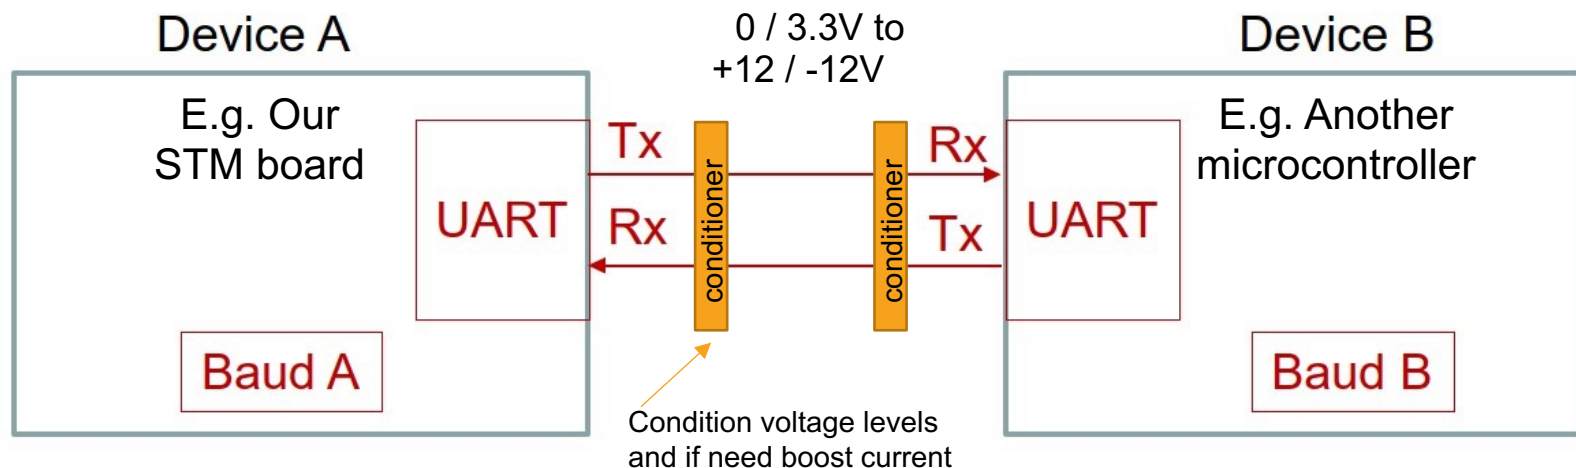 Device A
0 / 3.3V to
+12 / -12V
Device B
E.g. Our
STM board
UART
Baud A
Tx
Rx
conditioner
conditioner
Rx
Tx
UART
E.g. Another
microcontroller
Baud B
Condition voltage levels
and if need boost current